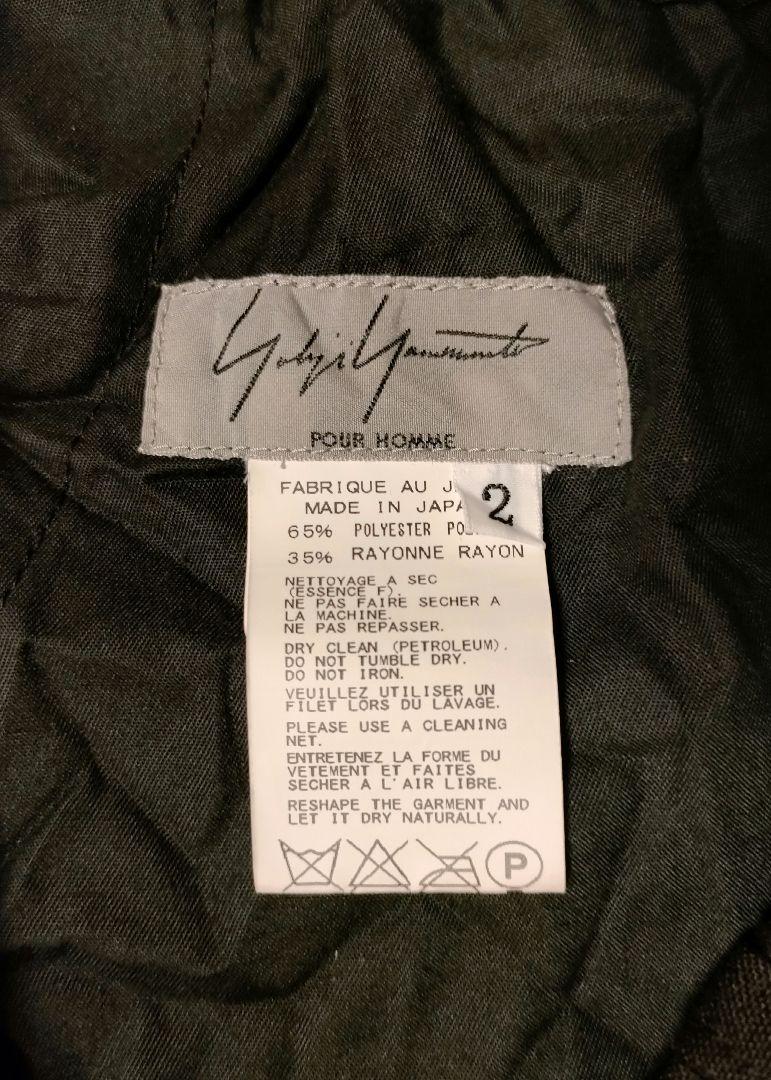 Yohji Yamamoto
POUR HOMME
FABRIQUE AU
MADE IN
2
65% POLYESTER
35% RAYONNE RAYON
NETTOYAGE A SEC
(ESSENCE F).
NE PAS FAIRE SECHER A
LA MACHINE.
NE PAS REPASSER.
DRY CLEAN (PETROLEUM).
DO NOT TUMBLE DRY.
DO NOT IRON.
VEUILLEZ UTILISER UN
FILET LORS DU LAVAGE.
PLEASE USE A CLEANING
NET.
ENTRETENEZ LA FORME DU
VETEMENT ET FAITES
SECHER A L'AIR LIBRE.
RESHAPE THE GARMENT AND
LET IT DRY NATURALLY.
P